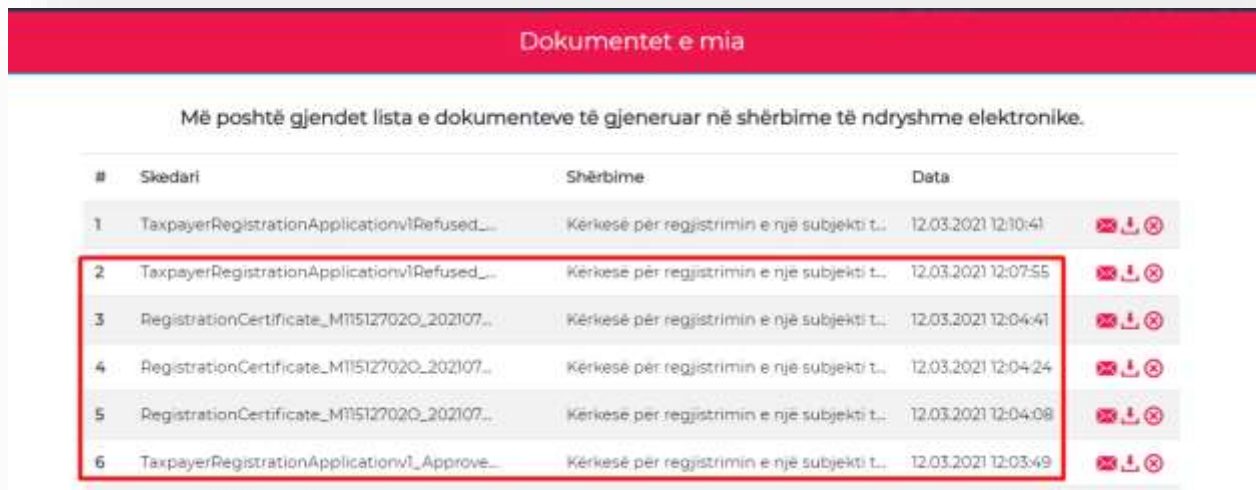 Dokumentet e mia
Më poshtë gjendet lista e dokumenteve të gjeneruar në shërbime të ndryshme elektronike.
# Skedari Shërbime Data
1 TaxpayerRegistrationApplicationv1Refused_... Kërkesë për regjistrimin e një subjekti t... 12.03.2021 12:10:41
2 TaxpayerRegistrationApplicationv1Refused_... Kërkesë për regjistrimin e një subjekti t... 12.03.2021 12:07:55
3 RegistrationCertificate_M11512702O_202107... Kërkesë për regjistrimin e një subjekti t... 12.03.2021 12:04:41
4 RegistrationCertificate_M11512702O_202107... Kërkesë për regjistrimin e një subjekti t... 12.03.2021 12:04:24
5 RegistrationCertificate_M11512702O_202107... Kërkesë për regjistrimin e një subjekti t... 12.03.2021 12:04:08
6 TaxpayerRegistrationApplicationv1_Approve... Kërkesë për regjistrimin e një subjekti t... 12.03.2021 12:03:49